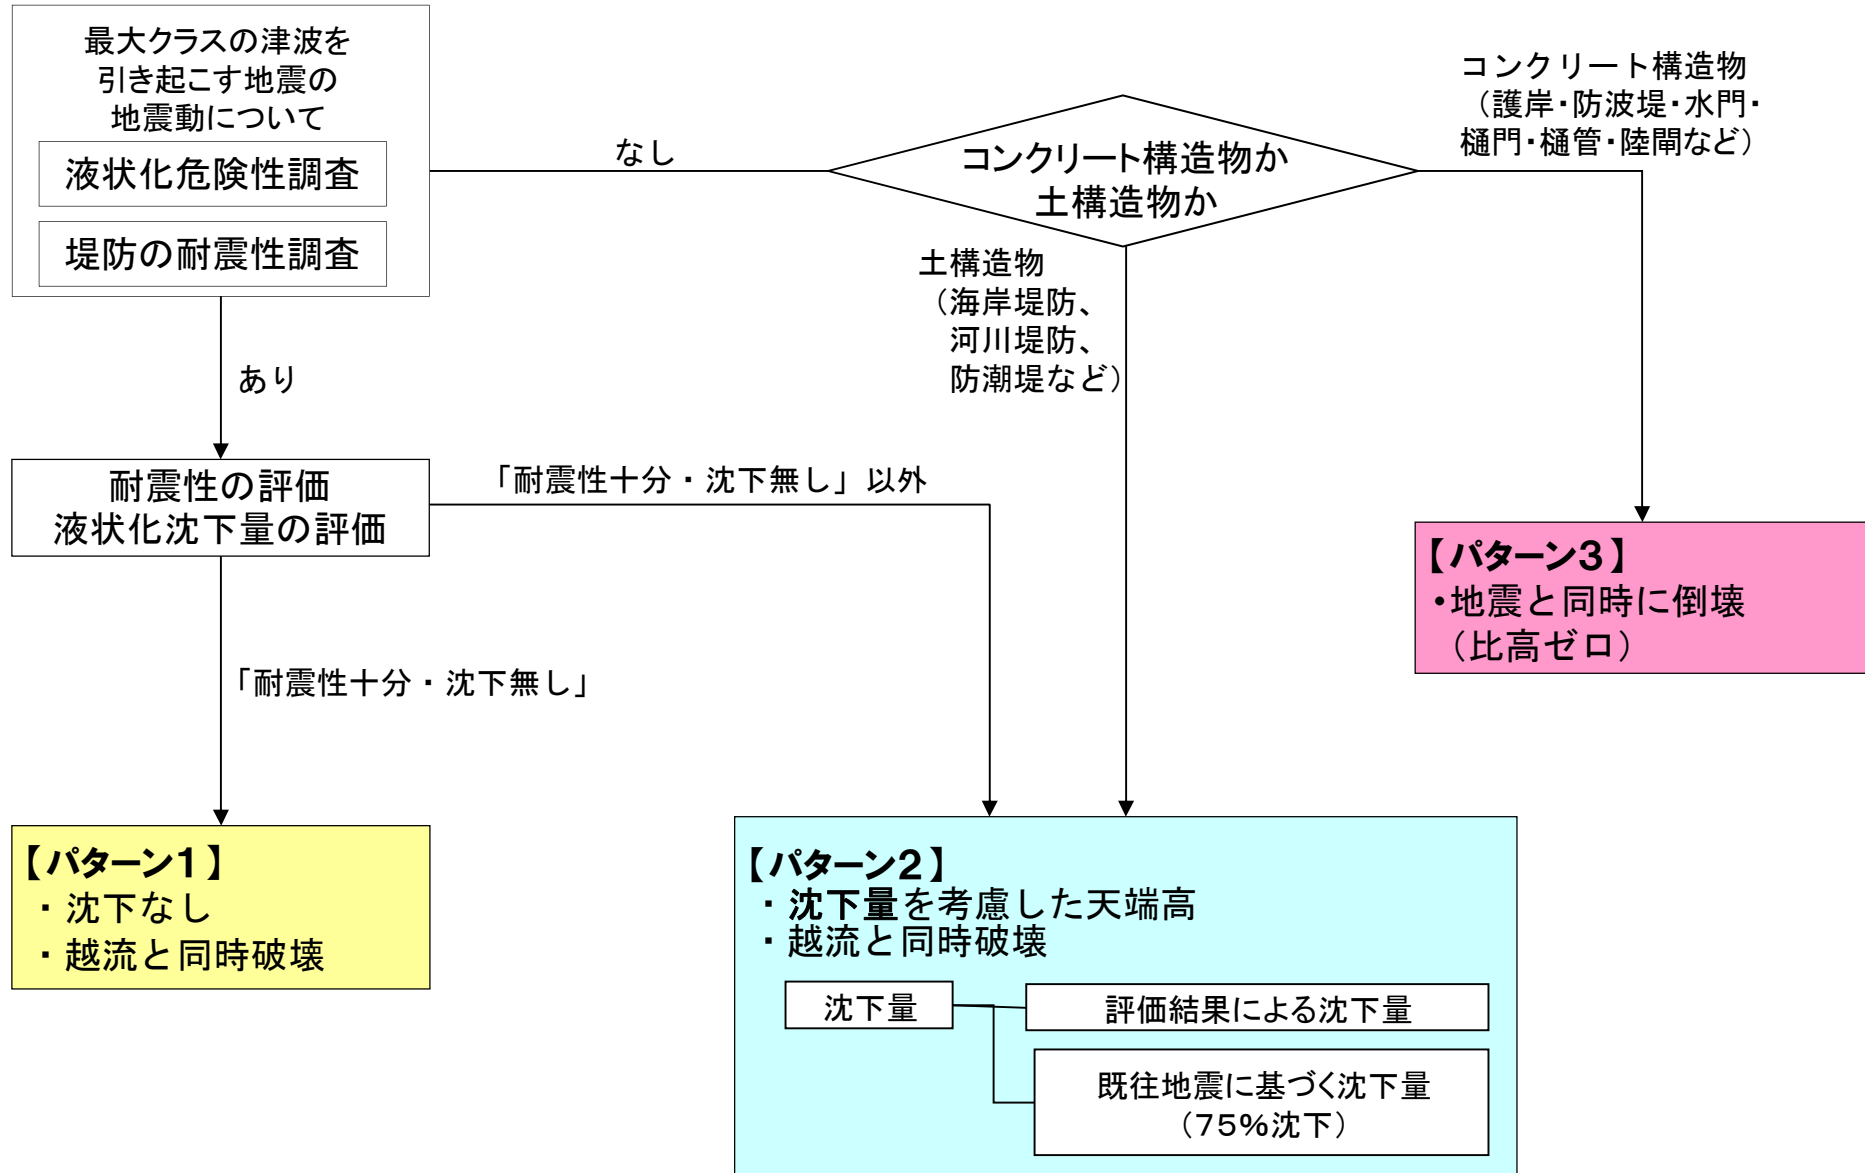 最大クラスの津波を
引き起こす地震の
地震動について
液状化危険性調査
堤防の耐震性調査
なし
コンクリート構造物か
土構造物か
コンクリート構造物
（護岸・防波堤・水門・
樋門・樋管・陸閘など）
土構造物
（海岸堤防、
河川堤防、
防潮堤など）
あり
耐震性の評価
液状化沈下量の評価
「耐震性十分・沈下無し」以外
「耐震性十分・沈下無し」
【パターン３】
・地震と同時に倒壊
（比高ゼロ）
【パターン１】
・沈下なし
・越流と同時破壊
【パターン２】
・沈下量を考慮した天端高
・越流と同時破壊
沈下量
評価結果による沈下量
既往地震に基づく沈下量
（75%沈下）